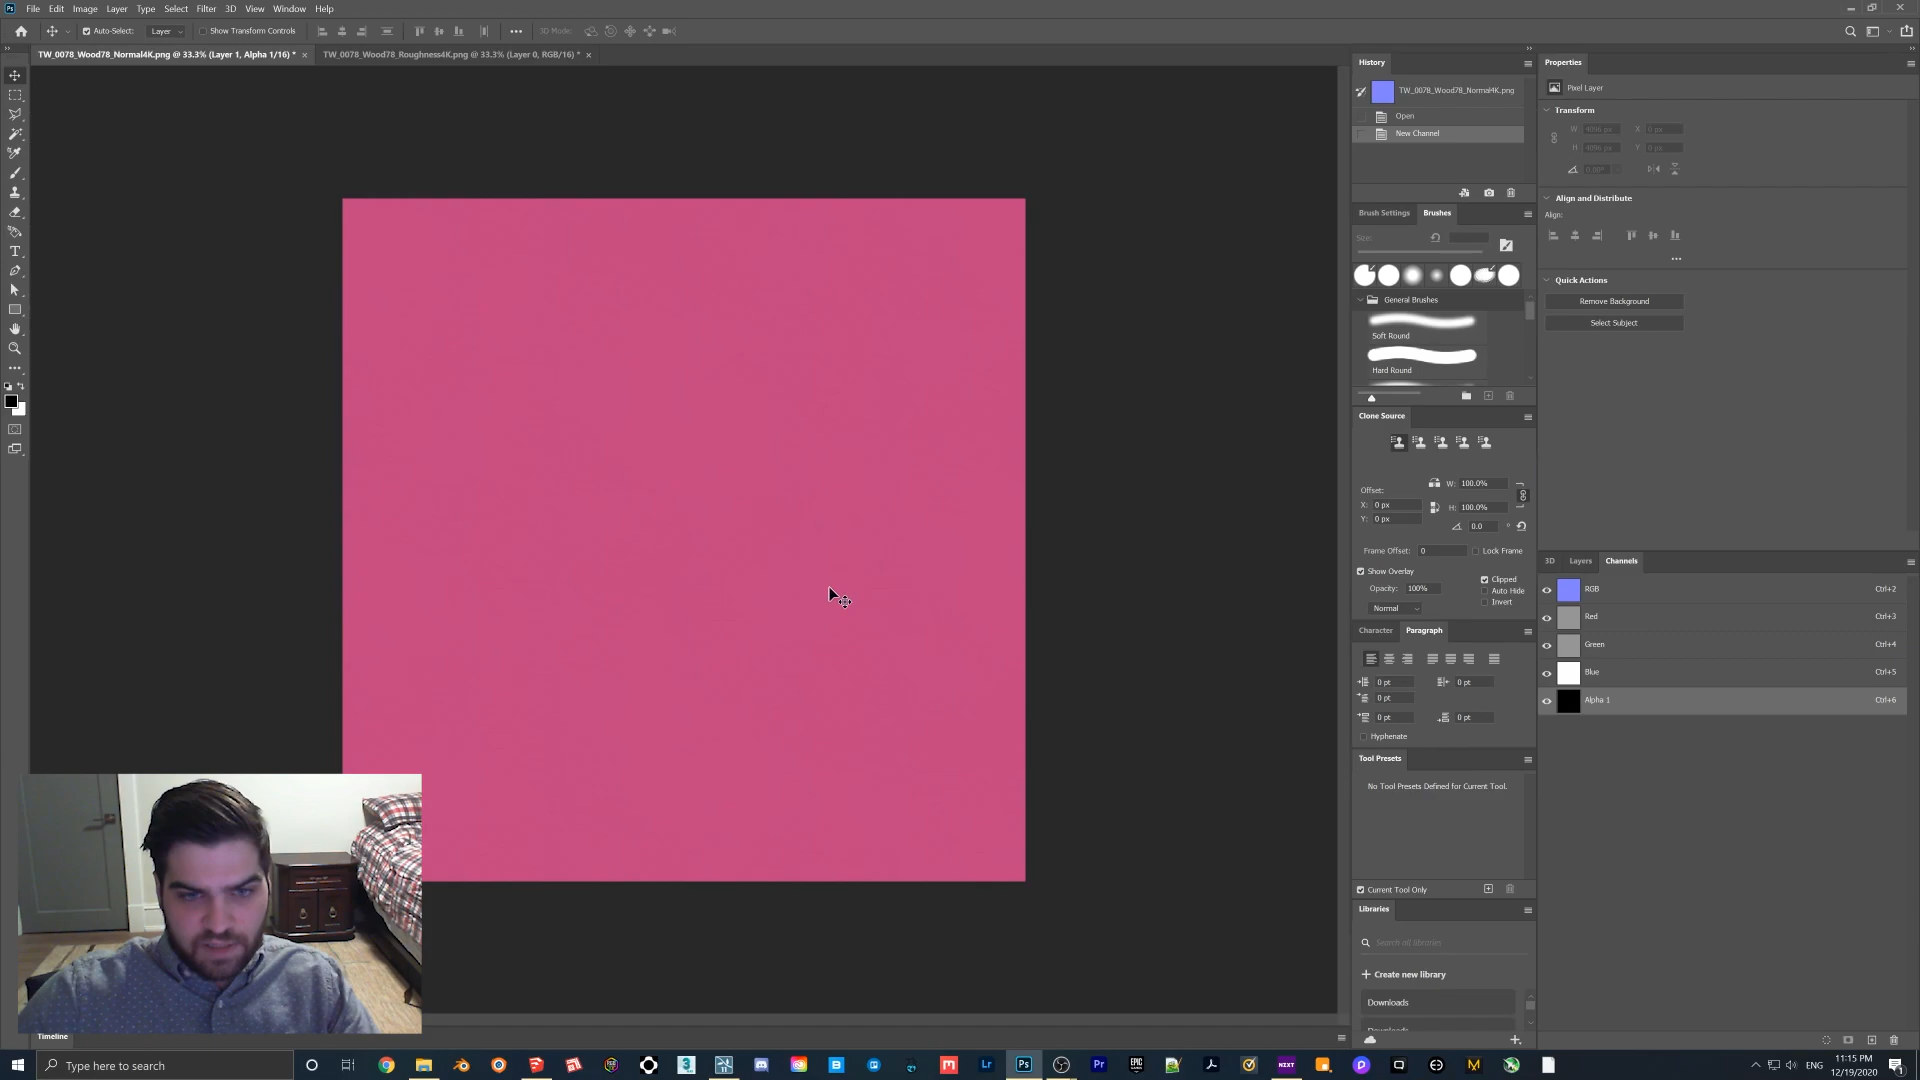 File Edit Image Layer Type Select Filter 3D View Window Help
Auto-Select: Layer Show Transform Controls 3D Mode:
TW_0078_Wood78_Normal4K.png @ 33.3% (Layer 1, Alpha 1/16) * × TW_0078_Wood78_Roughness4K.png @ 33.3% (Layer 0, RGB/16) * ×
History
TW_0078_Wood78_Normal4K.png
Open
New Channel
Brush Settings Brushes
Size:
General Brushes
Soft Round
Hard Round
Clone Source
Offset: W: 100.0%
X: 0 px H: 100.0%
Y: 0 px 0.0 °
Frame Offset: 0 Lock Frame
Show Overlay Clipped
Opacity: 100% Auto Hide
Normal Invert
Character Paragraph
0 pt 0 pt
0 pt
0 pt 0 pt
Hyphenate
Tool Presets
No Tool Presets Defined for Current Tool.
Current Tool Only
Libraries
Search all libraries
+ Create new library
Downloads
Properties
Pixel Layer
Transform
W 4096 px X 0 px
H 4096 px Y 0 px
0.00°
Align and Distribute
Align:
Quick Actions
Remove Background
Select Subject
3D Layers Channels
RGB Ctrl+2
Red Ctrl+3
Green Ctrl+4
Blue Ctrl+5
Alpha 1 Ctrl+6
Timeline
Type here to search
ENG 11:15 PM
12/19/2020